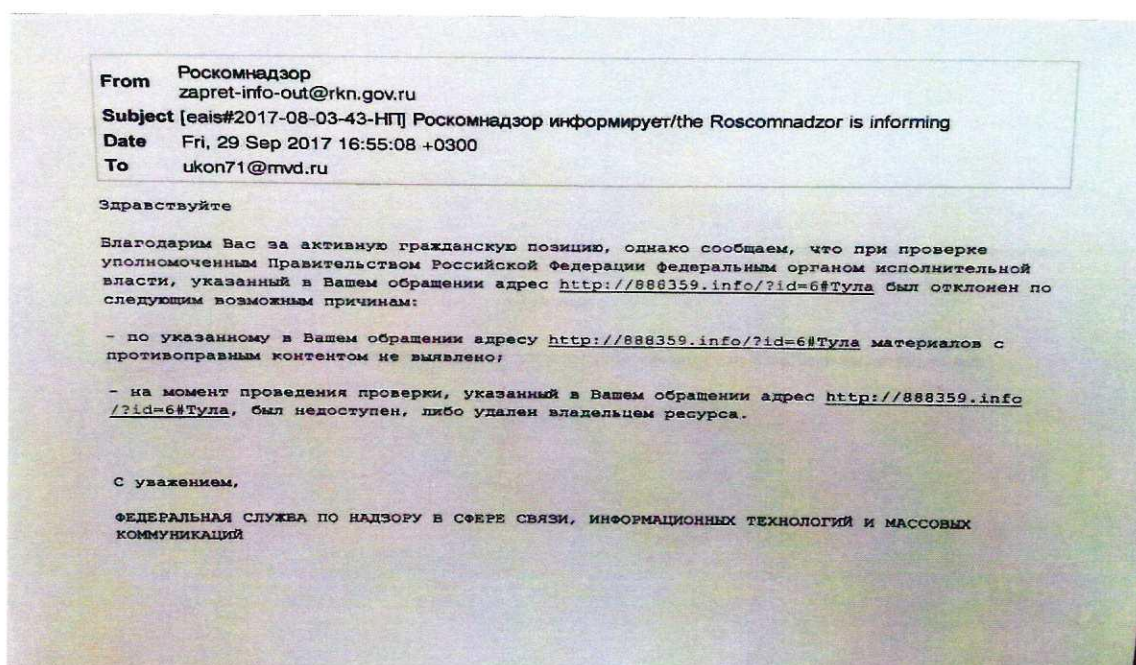 From Роскомнадзор
zapret-info-out@rkn.gov.ru
Subject [eais#2017-08-03-43-НП] Роскомнадзор информирует/the Roscomnadzor is informing
Date Fri, 29 Sep 2017 16:55:08 +0300
To ukon71@mvd.ru
Здравствуйте
Благодарим Вас за активную гражданскую позицию, однако сообщаем, что при проверке
уполномоченным Правительством Российской Федерации федеральным органом исполнительной
власти, указанный в Вашем обращении адрес http://888359.info/?id=6#Тула был отклонен по
следующим возможным причинам:
- по указанному в Вашем обращении адресу http://888359.info/?id=6#Тула материалов с
противоправным контентом не выявлено;
- на момент проведения проверки, указанный в Вашем обращении адрес http://888359.info
/?id=6#Тула, был недоступен, либо удален владельцем ресурса.
С уважением,
ФЕДЕРАЛЬНАЯ СЛУЖБА ПО НАДЗОРУ В СФЕРЕ СВЯЗИ, ИНФОРМАЦИОННЫХ ТЕХНОЛОГИЙ И МАССОВЫХ
КОММУНИКАЦИЙ